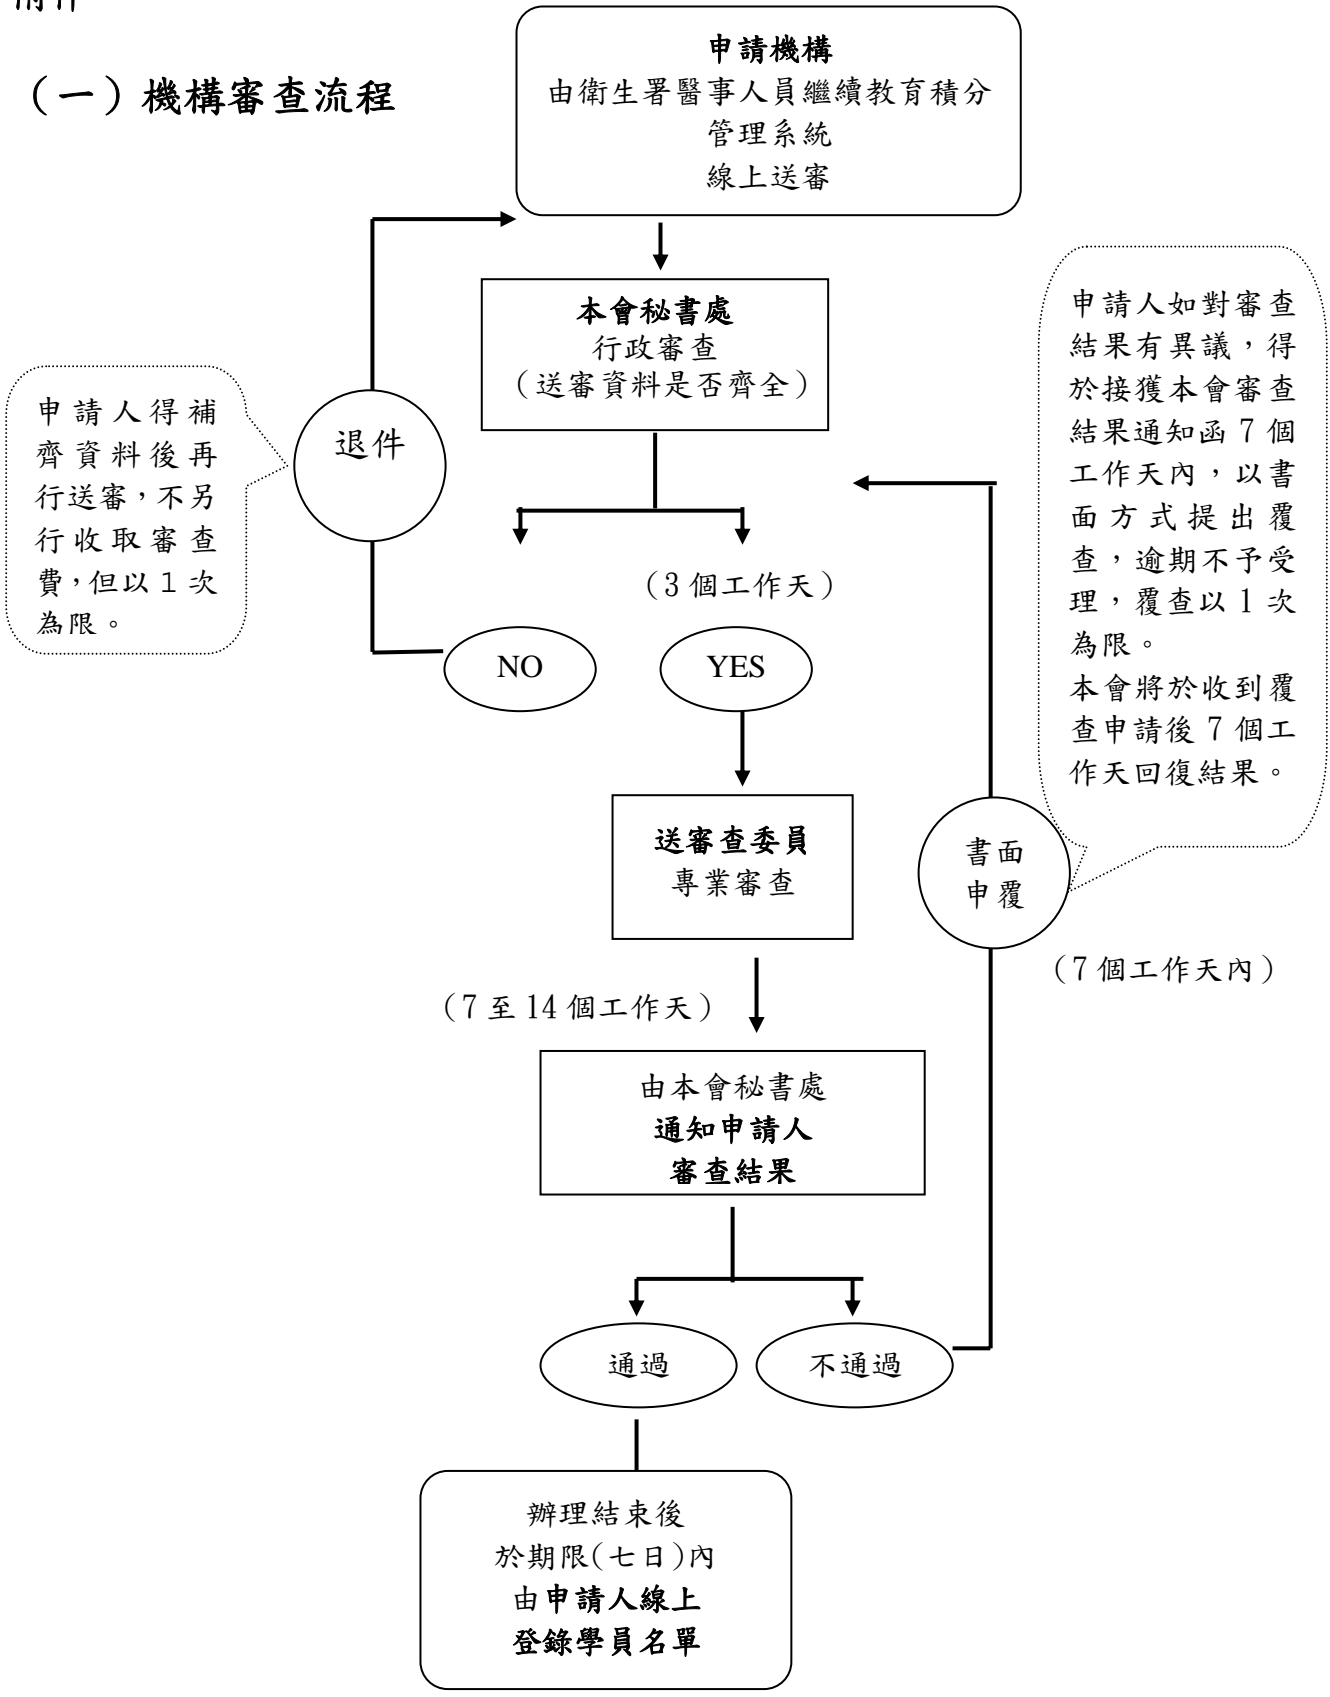 附件
（一）機構審查流程
申請機構
由衛生署醫事人員繼續教育積分
管理系統
線上送審
本會秘書處
行政審查
（送審資料是否齊全）
退件
申請人得補
齊資料後再
行送審，不另
行收取審查
費，但以１次
為限。
（3 個工作天）
NO
YES
送審查委員
專業審查
（7 至 14 個工作天）
由本會秘書處
通知申請人
審查結果
通過
不通過
書面
申覆
（7 個工作天內）
申請人如對審查
結果有異議，得
於接獲本會審查
結果通知函 7 個
工作天內，以書
面方式提出覆
查，逾期不予受
理，覆查以 1 次
為限。
本會將於收到覆
查申請後 7 個工
作天回復結果。
辦理結束後
於期限(七日)內
由申請人線上
登錄學員名單